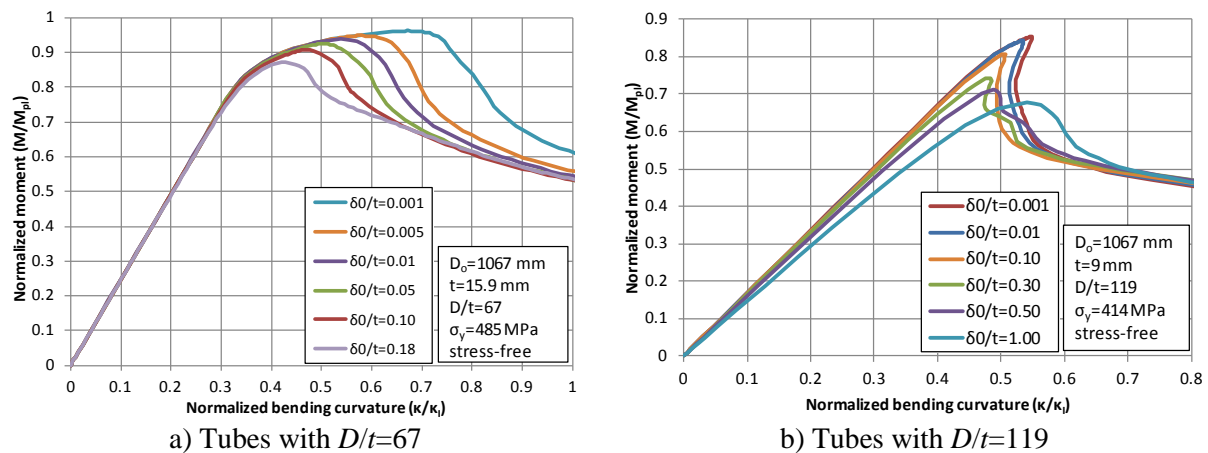 Normalized moment (M/Mpl)
1
0.9
0.8
0.7
0.6
0.5
0.4
0.3
0.2
0.1
0
0 0.1 0.2 0.3 0.4 0.5 0.6 0.7 0.8 0.9 1
Normalized bending curvature (κ/κI)
δ0/t=0.001
δ0/t=0.005
δ0/t=0.01
δ0/t=0.05
δ0/t=0.10
δ0/t=0.18
Do=1067 mm
t=15.9 mm
D/t=67
σy=485 MPa
stress-free
a) Tubes with D/t=67
Normalized moment (M/Mpl)
0.9
0.8
0.7
0.6
0.5
0.4
0.3
0.2
0.1
0
0 0.1 0.2 0.3 0.4 0.5 0.6 0.7 0.8
Normalized bending curvature (κ/κI)
δ0/t=0.001
δ0/t=0.01
δ0/t=0.10
δ0/t=0.30
δ0/t=0.50
δ0/t=1.00
Do=1067 mm
t=9 mm
D/t=119
σy=414 MPa
stress-free
b) Tubes with D/t=119